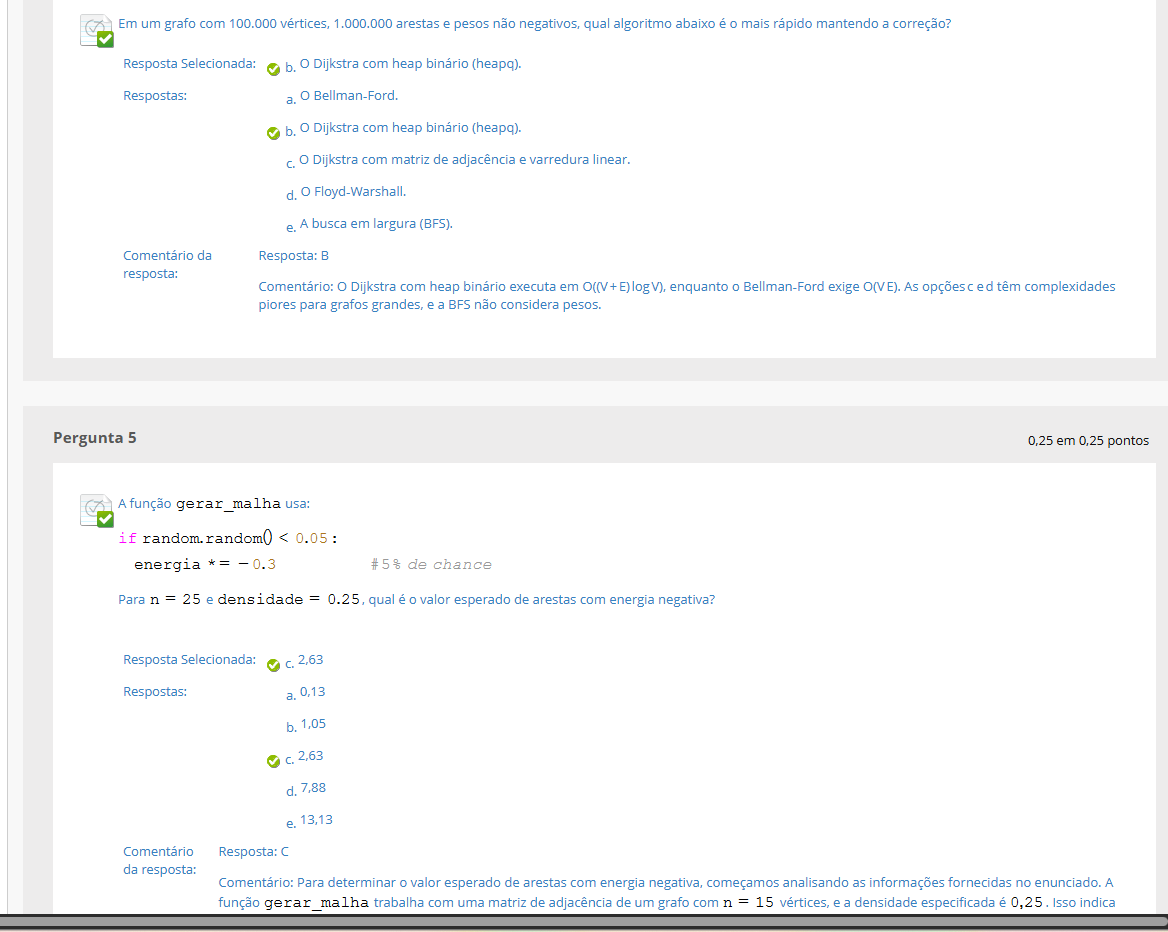 Em um grafo com 100.000 vértices, 1.000.000 arestas e pesos não negativos, qual algoritmo abaixo é o mais rápido mantendo a correção?
Resposta Selecionada: b. O Dijkstra com heap binário (heapq).
Respostas: a. O Bellman-Ford.
b. O Dijkstra com heap binário (heapq).
c. O Dijkstra com matriz de adjacência e varredura linear.
d. O Floyd-Warshall.
e. A busca em largura (BFS).
Comentário da resposta: Resposta: B
Comentário: O Dijkstra com heap binário executa em O((V+E)logV), enquanto o Bellman-Ford exige O(VE). As opções c e d têm complexidades
piores para grafos grandes, e a BFS não considera pesos.
Pergunta 5 0,25 em 0,25 pontos
A função gerar_malha usa:
if random.random() < 0.05:
energia *= -0.3 #5% de chance
Para n = 25 e densidade = 0.25, qual é o valor esperado de arestas com energia negativa?
Resposta Selecionada: c. 2,63
Respostas: a. 0,13
b. 1,05
c. 2,63
d. 7,88
e. 13,13
Comentário da resposta: Resposta: C
Comentário: Para determinar o valor esperado de arestas com energia negativa, começamos analisando as informações fornecidas no enunciado. A
função gerar_malha trabalha com uma matriz de adjacência de um grafo com n = 15 vértices, e a densidade especificada é 0,25. Isso indica